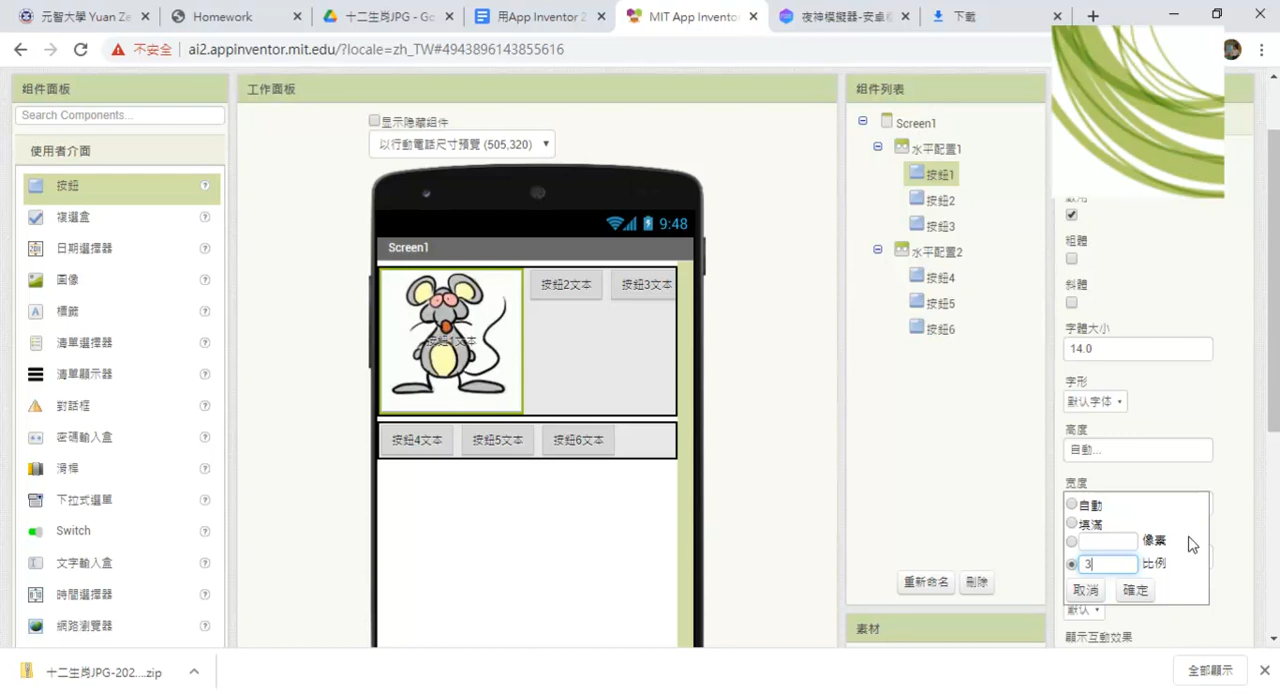 元智大學 Yuan Ze
Homework
十二生肖JPG - Go
用App Inventor 2
MIT App Invento
夜神模擬器-安卓
下載
不安全
ai2.appinventor.mit.edu/?locale=zh_TW#4943896143855616
组件面板
Search Components...
使用者介面
按鈕
複選盒
日期選擇器
圖像
標籤
清單選擇器
清單顯示器
對話框
密碼輸入盒
滑桿
下拉式選單
Switch
文字輸入盒
時間選擇器
網路瀏覽器
工作面板
显示隐藏组件
以行動電話尺寸預覽 (505,320)
9:48
Screen1
按鈕1文本
按鈕2文本
按鈕3文本
按鈕4文本
按鈕5文本
按鈕6文本
组件列表
Screen1
水平配置1
按鈕1
按鈕2
按鈕3
水平配置2
按鈕4
按鈕5
按鈕6
重新命名
刪除
素材
粗體
斜體
字體大小
14.0
字形
默认字体
高度
自動...
宽度
自動
填滿
像素
3
比例
取消
確定
默认
顯示互動效果
十二生肖JPG-202....zip
全部顯示